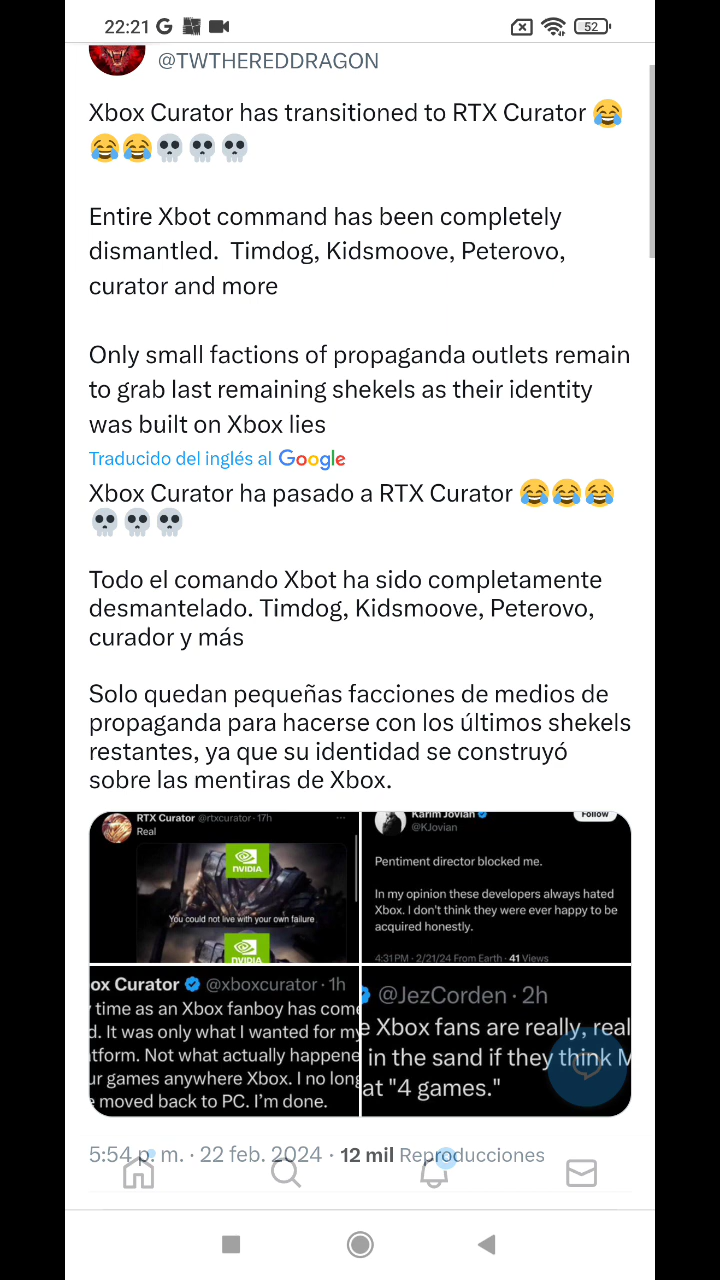 22:21
52
@TWTHEREDDRAGON
Xbox Curator has transitioned to RTX Curator 😂
😂😂💀💀💀
Entire Xbot command has been completely
dismantled.  Timdog, Kidsmoove, Peterovo,
curator and more
Only small factions of propaganda outlets remain
to grab last remaining shekels as their identity
was built on Xbox lies
Traducido del inglés al Google
Xbox Curator ha pasado a RTX Curator 😂😂😂
💀💀💀
Todo el comando Xbot ha sido completamente
desmantelado. Timdog, Kidsmoove, Peterovo,
curador y más
Solo quedan pequeñas facciones de medios de
propaganda para hacerse con los últimos shekels
restantes, ya que su identidad se construyó
sobre las mentiras de Xbox.
RTX Curator @rtxcurator · 17h
Real
NVIDIA
You could not live with your own failure
NVIDIA
Karim Jovian
Follow
@KJovian
Pentiment director blocked me.
In my opinion these developers always hated
Xbox. I don't think they were ever happy to be
acquired honestly.
4:31 PM · 2/21/24 From Earth · 41 Views
ox Curator @xboxcurator · 1h
time as an Xbox fanboy has come
d. It was only what I wanted for my
tform. Not what actually happene
ur games anywhere Xbox. I no long
e moved back to PC. I'm done.
@JezCorden · 2h
e Xbox fans are really, real
in the sand if they think M
at "4 games."
5:54 p. m. · 22 feb. 2024 · 12 mil Reproducciones